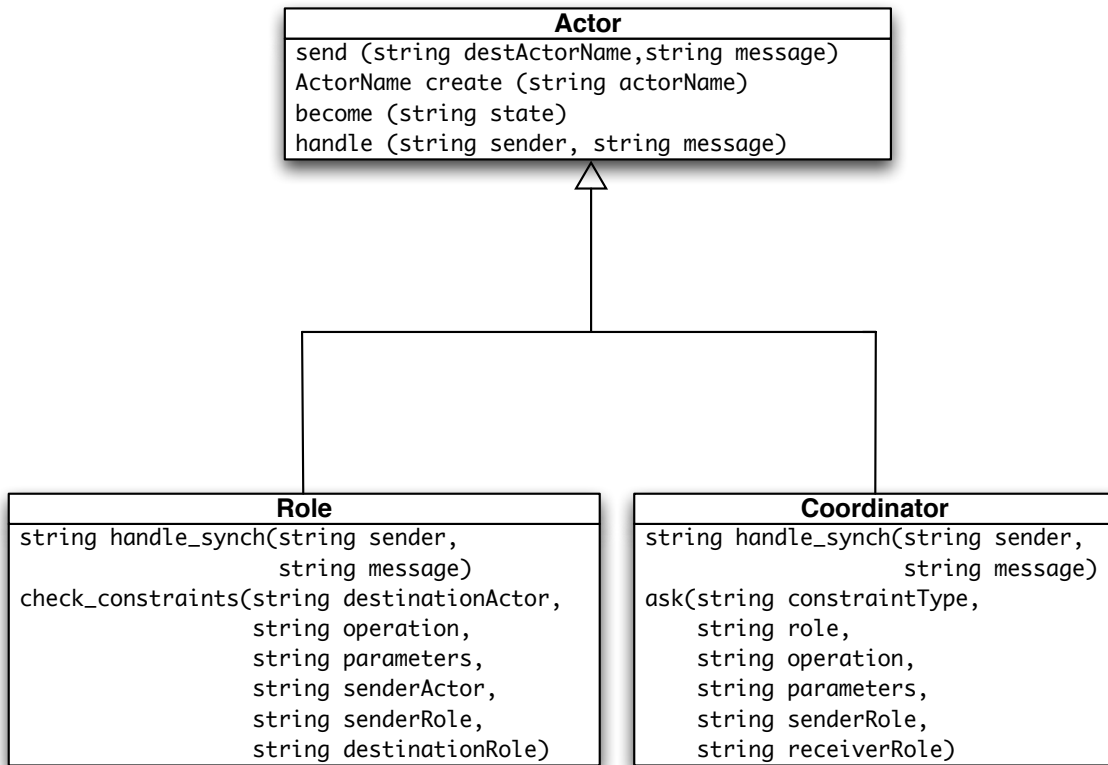 Actor
send (string destActorName,string message)
ActorName create (string actorName)
become (string state)
handle (string sender, string message)
Role
string handle_synch(string sender,
string message)
check_constraints(string destinationActor,
string operation,
string parameters,
string senderActor,
string senderRole,
string destinationRole)
Coordinator
string handle_synch(string sender,
string message)
ask(string constraintType,
string role,
string operation,
string parameters,
string senderRole,
string receiverRole)